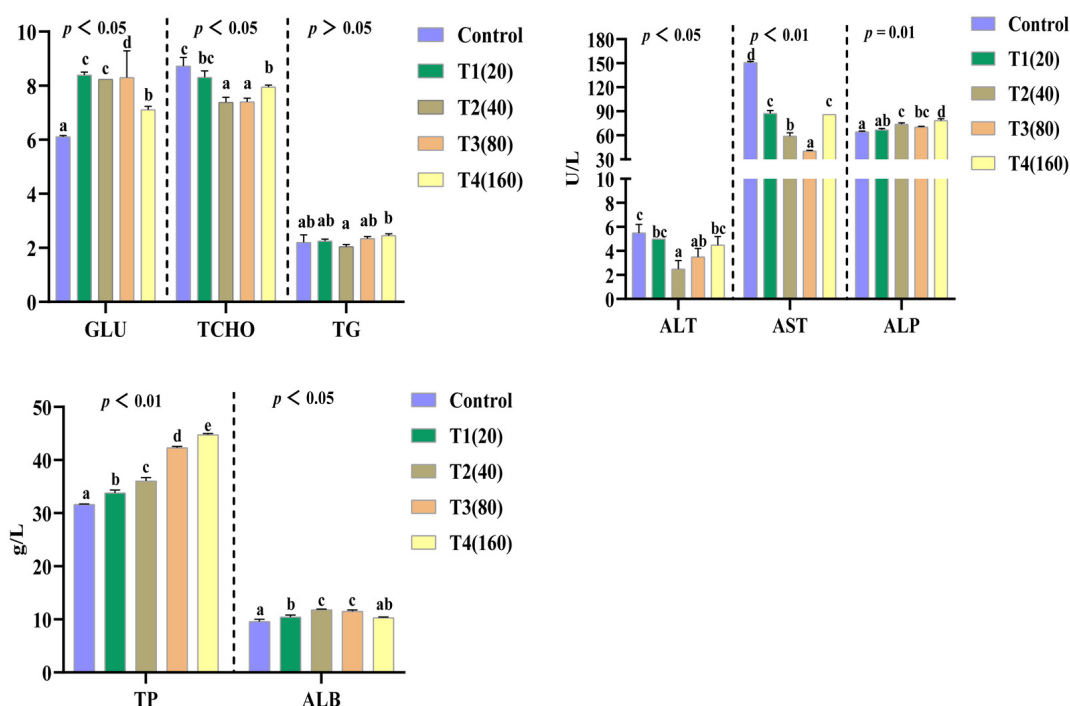 p < 0.05 p < 0.05 p > 0.05
10
8
6
4
2
0
a c c d b
c bc a a b
ab ab a ab b
GLU TCHO TG
Control
T1(20)
T2(40)
T3(80)
T4(160)
p < 0.05 p < 0.01 p = 0.01
U/L
180
150
120
90
60
30
10
8
6
4
2
0
c bc a ab c
d c b a c
a ab c bc d
ALT AST ALP
Control
T1(20)
T2(40)
T3(80)
T4(160)
p < 0.01 p < 0.05
g/L
50
40
30
20
10
0
a b c d e
a b c c ab
TP ALB
Control
T1(20)
T2(40)
T3(80)
T4(160)